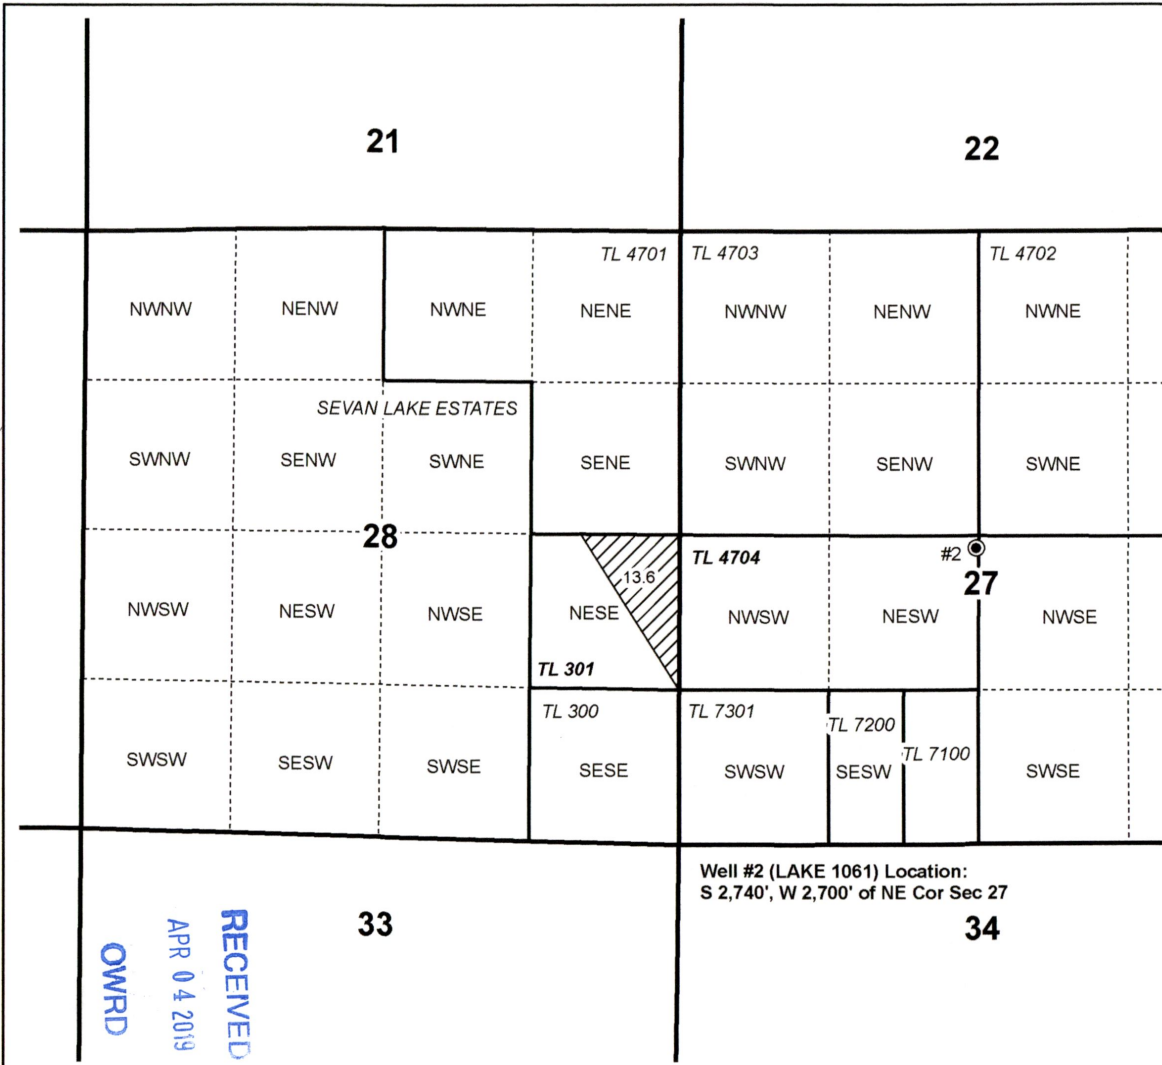 21
22
TL 4701
TL 4703
TL 4702
NWNW
NENW
NWNE
NENE
NWNW
NENW
NWNE
SEVAN LAKE ESTATES
SWNW
SENW
SWNE
SENE
SWNW
SENW
SWNE
28
#2
TL 4704
13.6
27
NWSW
NESW
NWSE
NESE
NWSW
NESW
NWSE
TL 301
TL 300
TL 7301
TL 7200
TL 7100
SWSW
SESW
SWSE
SESE
SWSW
SESW
SWSE
Well #2 (LAKE 1061) Location:
S 2,740', W 2,700' of NE Cor Sec 27
33
34
RECEIVED
APR 04 2019
OWRD